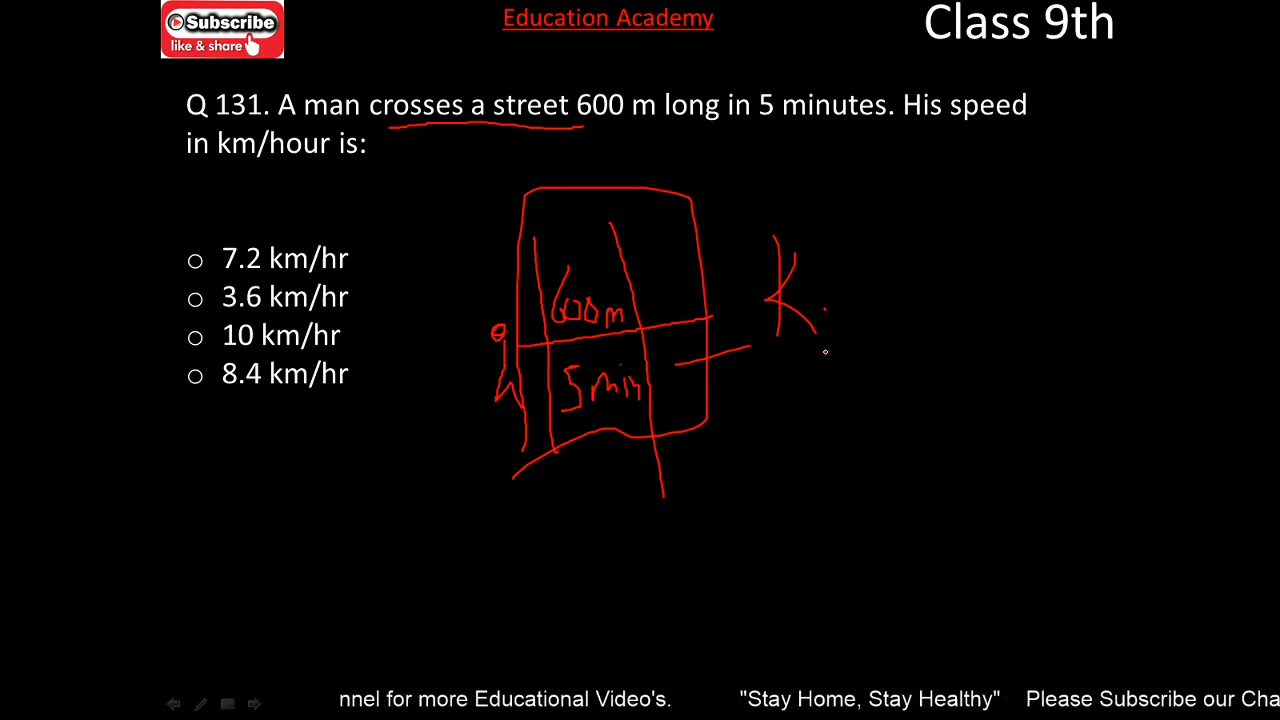 Subscribe
like & share
Education Academy
Class 9th
Q 131. A man crosses a street 600 m long in 5 minutes. His speed
in km/hour is:
7.2 km/hr
3.6 km/hr
10 km/hr
8.4 km/hr
600m
5 min
K
nnel for more Educational Video's. "Stay Home, Stay Healthy" Please Subscribe our Cha